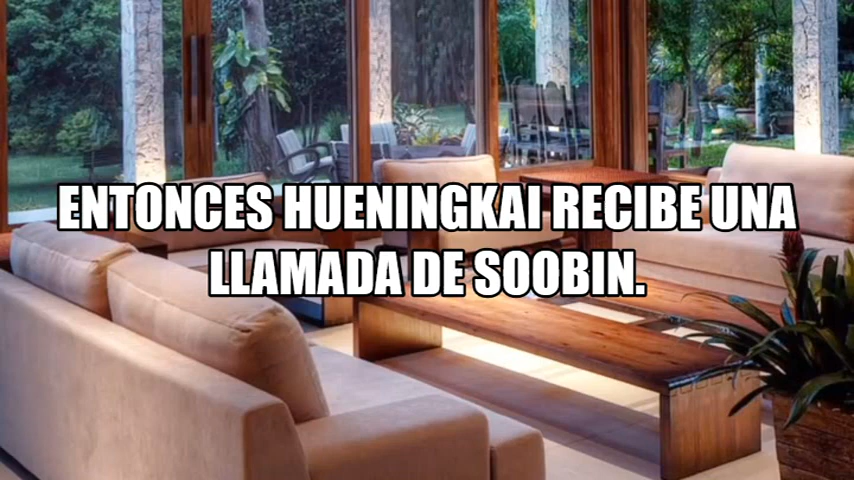 ENTONCES HUENINGKAI RECIBE UNA
LLAMADA DE SOOBIN.